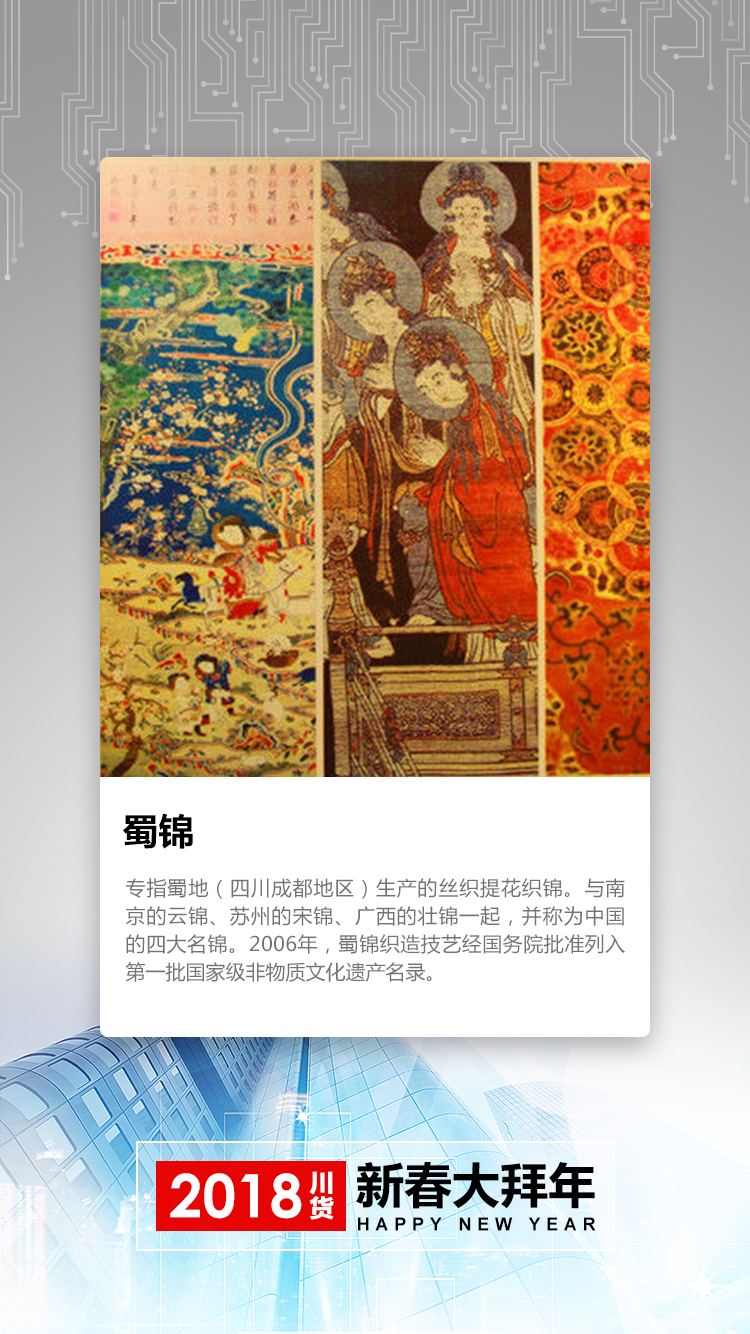 蜀锦
专指蜀地（四川成都地区）生产的丝织提花织锦。与南
京的云锦、苏州的宋锦、广西的壮锦一起，并称为中国
的四大名锦。2006年，蜀锦织造技艺经国务院批准列入
第一批国家级非物质文化遗产名录。
2018川货 新春大拜年
HAPPY NEW YEAR